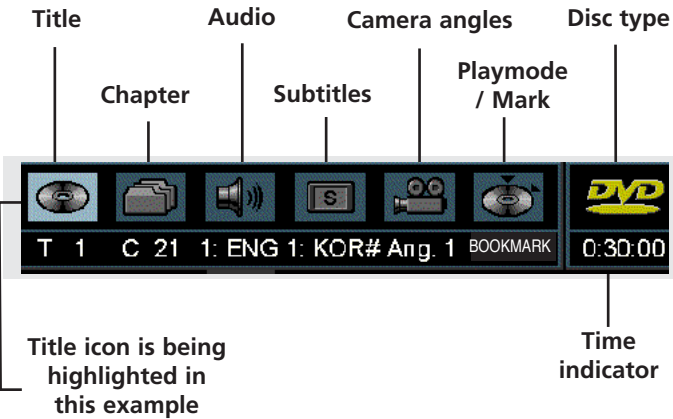 Title
Audio
Camera angles
Disc type
Chapter
Subtitles
Playmode
/ Mark
S
DVD
T 1 C 21 1: ENG 1: KOR# Ang. 1 BOOKMARK 0:30:00
Title icon is being
highlighted in
this example
Time
indicator